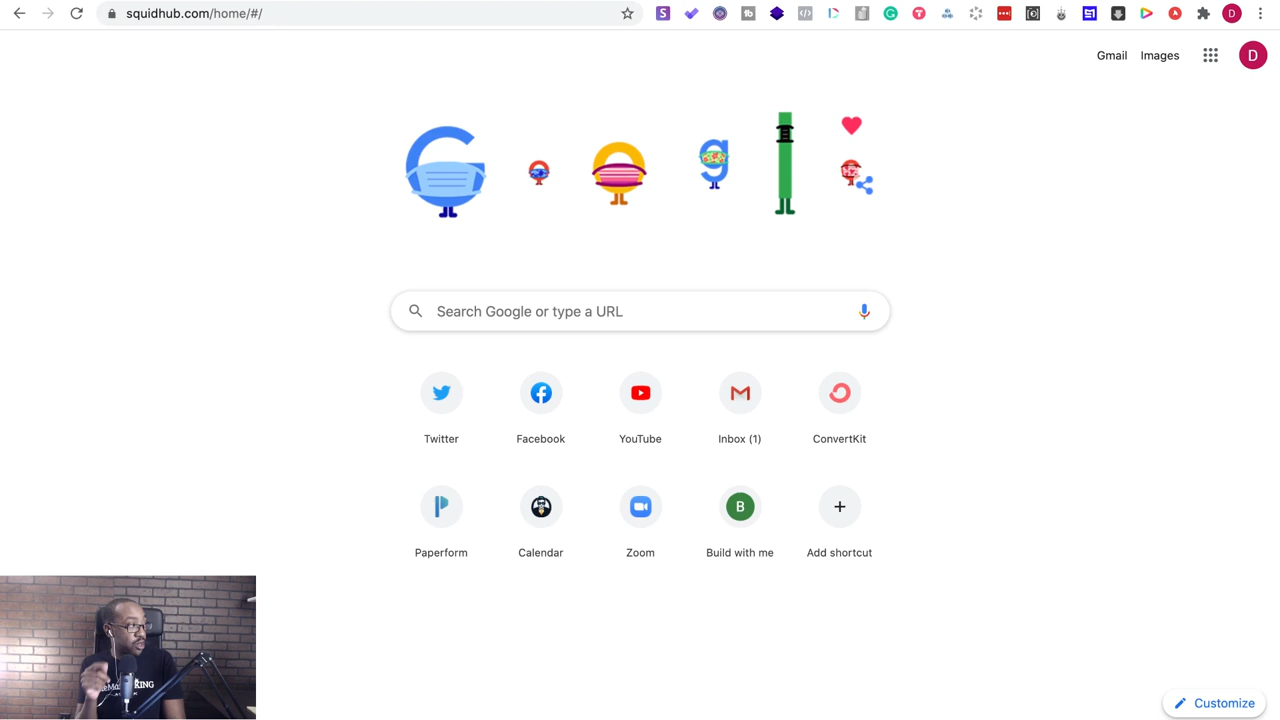 squidhub.com/home/#/
Gmail Images
D
Search Google or type a URL
Twitter
Facebook
YouTube
Inbox (1)
ConvertKit
B
Paperform
Calendar
Zoom
Build with me
Add shortcut
Customize